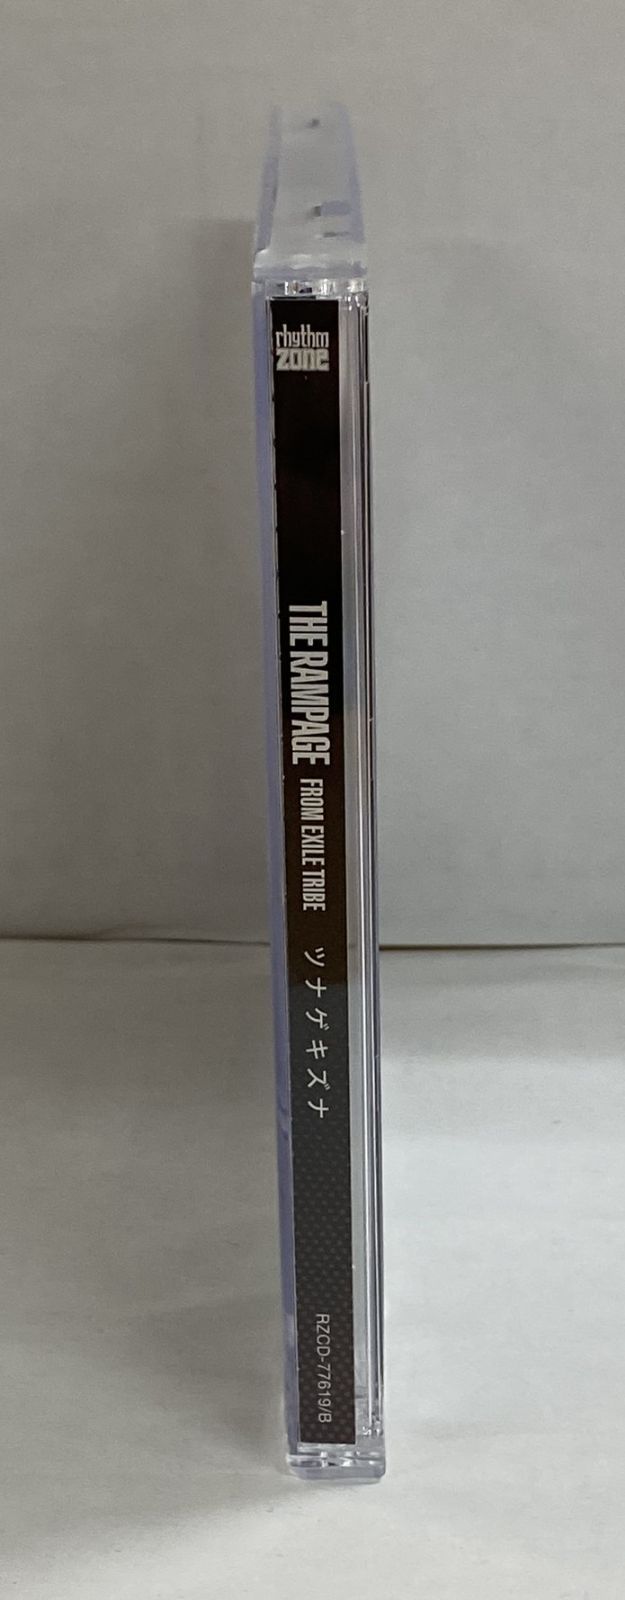 rhythm
zone
THE RAMPAGE FROM EXILE TRIBE ツナゲキズナ
RZCD-77619/B